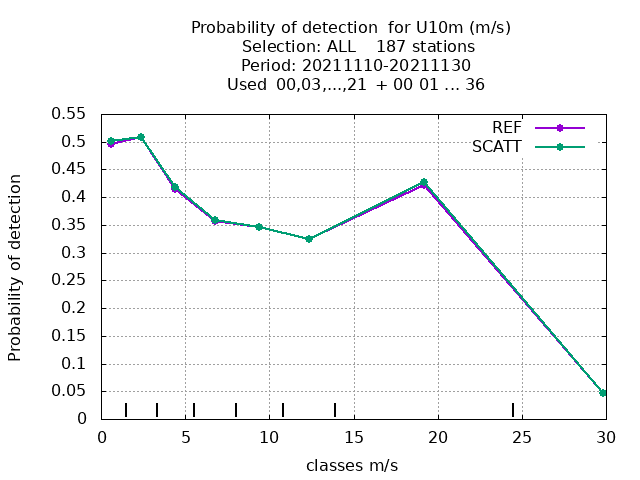 Probability of detection for U10m (m/s)
Selection: ALL 187 stations
Period: 20211110-20211130
Used 00,03,...,21 + 00 01 ... 36
REF
SCATT
Probability of detection
0.55
0.5
0.45
0.4
0.35
0.3
0.25
0.2
0.15
0.1
0.05
0
0 5 10 15 20 25 30
classes m/s